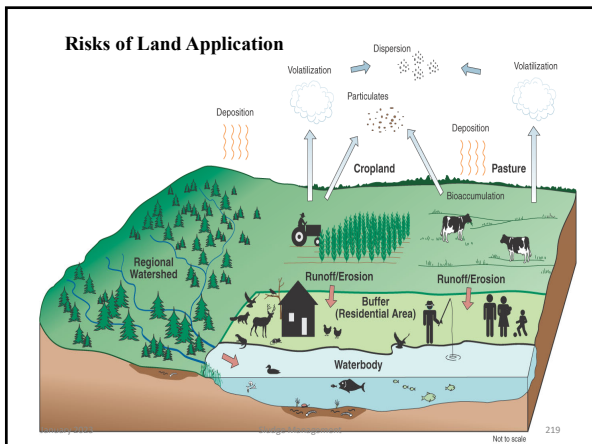 Risks of Land Application
Dispersion
Volatilization
Volatilization
Particulates
Deposition
Deposition
Cropland
Pasture
Bioaccumulation
Regional
Watershed
Runoff/Erosion
Runoff/Erosion
Buffer
(Residential Area)
Waterbody
Management
219
Not to scale